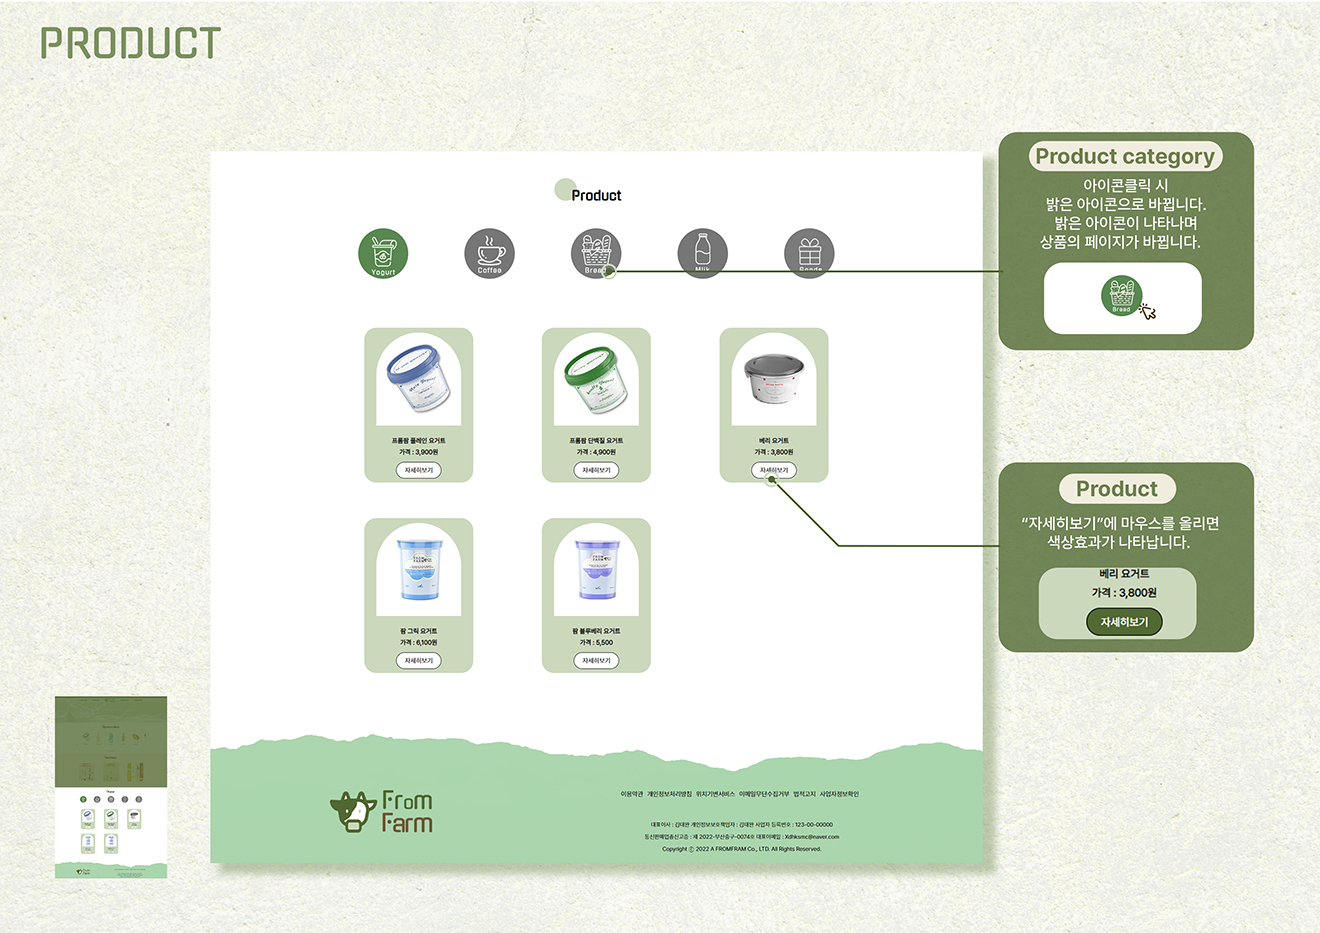 PRODUCT
Product
Yogurt
Coffee
Bread
Milk
Goods
프롬팜 플레인 요거트
가격 : 3,900원
자세히보기
프롬팜 단백질 요거트
가격 : 4,900원
자세히보기
베리 요거트
가격 : 3,800원
자세히보기
팜 그릭 요거트
가격 : 6,100원
자세히보기
팜 블루베리 요거트
가격 : 5,500
자세히보기
Product category
아이콘클릭 시
밝은 아이콘으로 바뀝니다.
밝은 아이콘이 나타나며
상품의 페이지가 바뀝니다.
Bread
Product
“자세히보기”에 마우스를 올리면
색상효과가 나타납니다.
베리 요거트
가격 : 3,800원
자세히보기
From
Farm
이용약관 개인정보처리방침 위치기변서비스 이메일무단수집거부 법적고지 사업자정보확인
대표이사 : 김태완 개인정보보호책임자 : 김태완 사업자 등록번호 : 123-00-00000
통신판매업종신고증 : 제 2022-부산중구-0074호 대표이메일 : Xdhksmc@naver.com
Copyright ⓒ 2022 A FROMFRAM Co., LTD. All Rights Reserved.